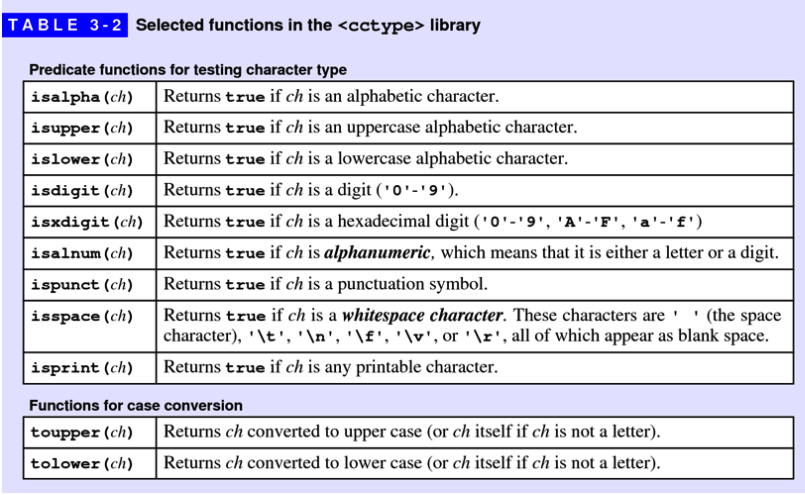 TABLE 3-2 Selected functions in the <cctype> library
Predicate functions for testing character type
isalpha(ch) Returns true if ch is an alphabetic character.
isupper(ch) Returns true if ch is an uppercase alphabetic character.
islower(ch) Returns true if ch is a lowercase alphabetic character.
isdigit(ch) Returns true if ch is a digit ('0'-'9').
isxdigit(ch) Returns true if ch is a hexadecimal digit ('0'-'9', 'A'-'F', 'a'-'f')
isalnum(ch) Returns true if ch is alphanumeric, which means that it is either a letter or a digit.
ispunct(ch) Returns true if ch is a punctuation symbol.
isspace(ch) Returns true if ch is a whitespace character. These characters are ' ' (the space
character), '\t', '\n', '\f', '\v', or '\r', all of which appear as blank space.
isprint(ch) Returns true if ch is any printable character.
Functions for case conversion
toupper(ch) Returns ch converted to upper case (or ch itself if ch is not a letter).
tolower(ch) Returns ch converted to lower case (or ch itself if ch is not a letter).